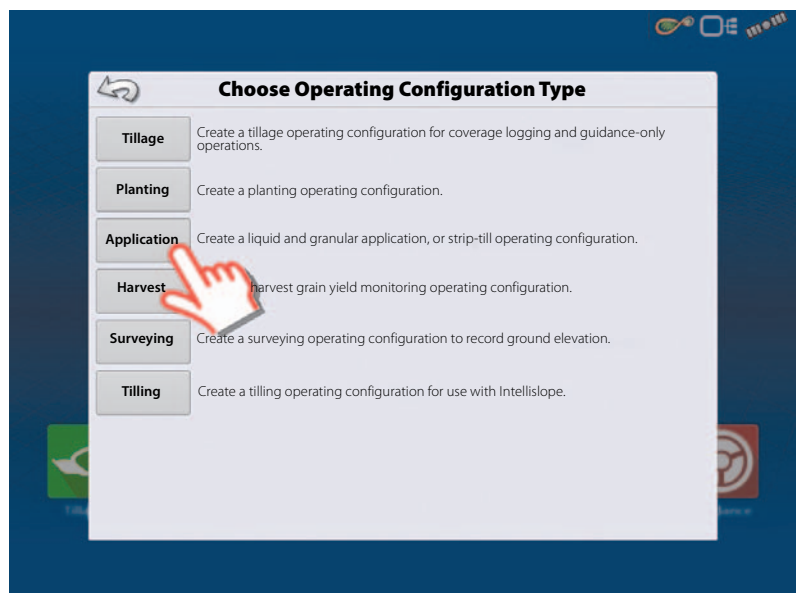 Choose Operating Configuration Type
Tillage
Create a tillage operating configuration for coverage logging and guidance-only
operations.
Planting
Create a planting operating configuration.
Application
Create a liquid and granular application, or strip-till operating configuration.
Harvest
harvest grain yield monitoring operating configuration.
Surveying
Create a surveying operating configuration to record ground elevation.
Tilling
Create a tilling operating configuration for use with Intellislope.